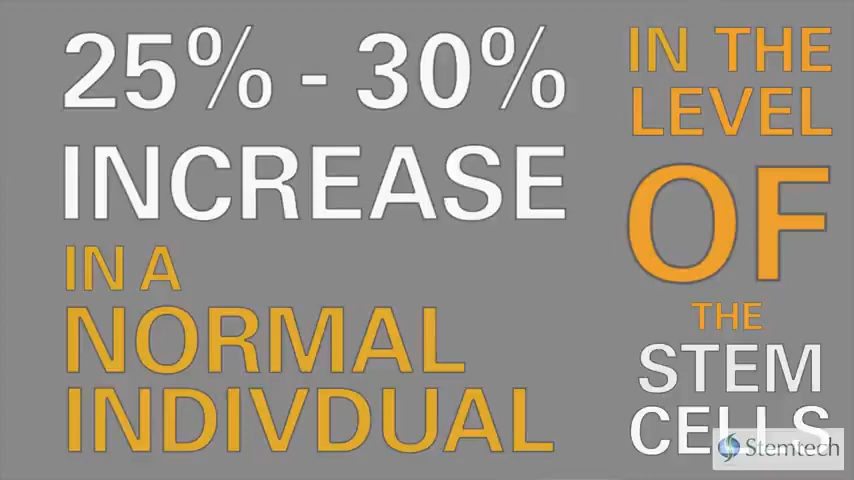 25% - 30%
INCREASE
IN A
NORMAL
INDIVDUAL
IN THE
LEVEL
OF
THE
STEM
CELLS
Stemtech